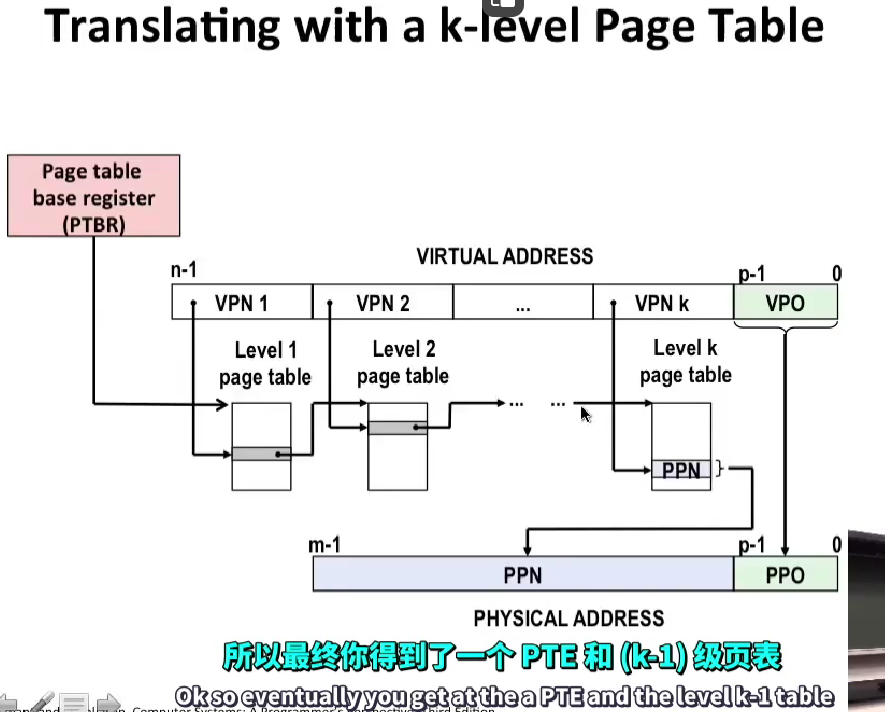 Translating with a k-level Page Table
Page table
base register
(PTBR)
VIRTUAL ADDRESS
n-1
p-1
0
VPN 1
VPN 2
...
VPN k
VPO
Level 1
page table
Level 2
page table
Level k
page table
...
...
PPN
m-1
p-1
0
PPN
PPO
PHYSICAL ADDRESS
所以最终你得到了一个 PTE 和 (k-1) 级页表
Ok so eventually you get at the a PTE and the level k-1 table
Computer Systems: A Programmer's Perspective, Third Edition